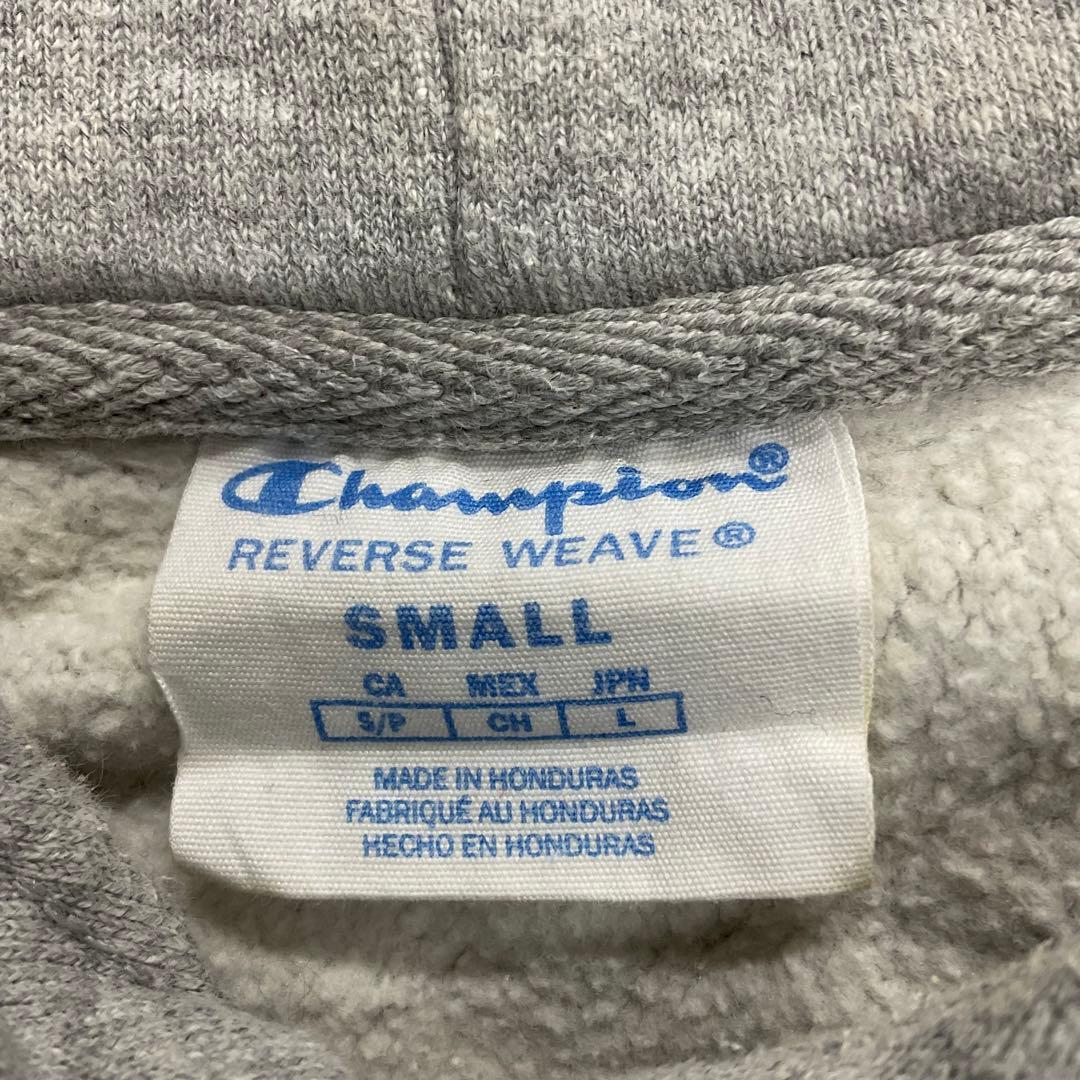 Champion®
REVERSE WEAVE®
SMALL
CA MEX JPN
S/P CH L
MADE IN HONDURAS
FABRIQUÉ AU HONDURAS
HECHO EN HONDURAS